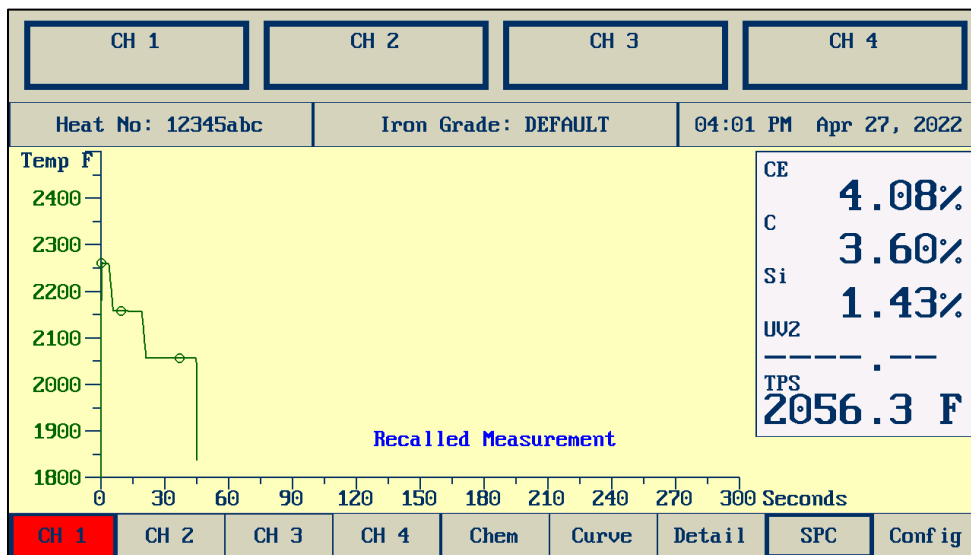 CH 1 CH 2 CH 3 CH 4
Heat No: 12345abc Iron Grade: DEFAULT 04:01 PM Apr 27, 2022
Temp F
2400
2300
2200
2100
2000
1900
1800
0 30 60 90 120 150 180 210 240 270 300 Seconds
Recalled Measurement
CE
4.08%
C
3.60%
Si
1.43%
UV2
----.--
TPS
2056.3 F
CH 1 CH 2 CH 3 CH 4 Chem Curve Detail SPC Config